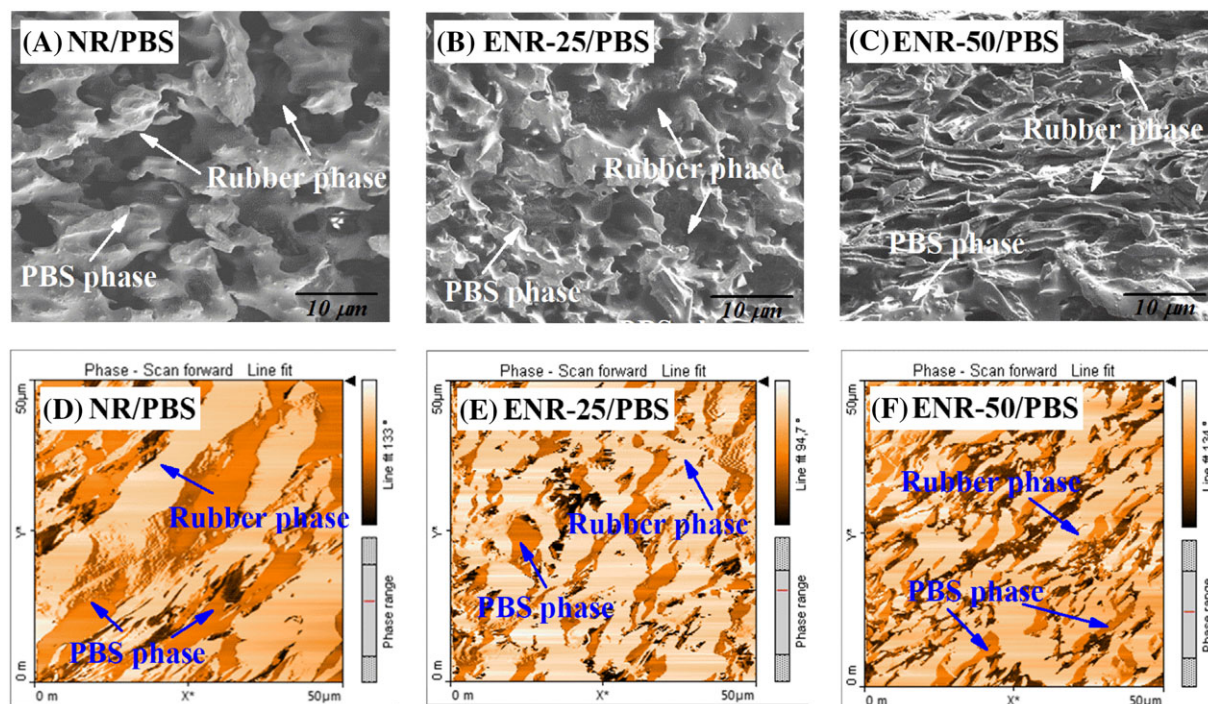 (A) NR/PBS
Rubber phase
PBS phase
10 µm
(B) ENR-25/PBS
Rubber phase
PBS phase
10 µm
(C) ENR-50/PBS
Rubber phase
PBS phase
10 µm
Phase - Scan forward Line fit
(D) NR/PBS
50µm
Y*
0 m
Rubber phase
PBS phase
0 m X* 50µm
Line fit 133 °
Phase range
Phase - Scan forward Line fit
(E) ENR-25/PBS
50µm
Y*
0 m
Rubber phase
PBS phase
0 m X* 50µm
Line fit 94,7 °
Phase range
Phase - Scan forward Line fit
(F) ENR-50/PBS
50µm
Y*
0 m
Rubber phase
PBS phase
0 m X* 50µm
Line fit 134 °
Phase range